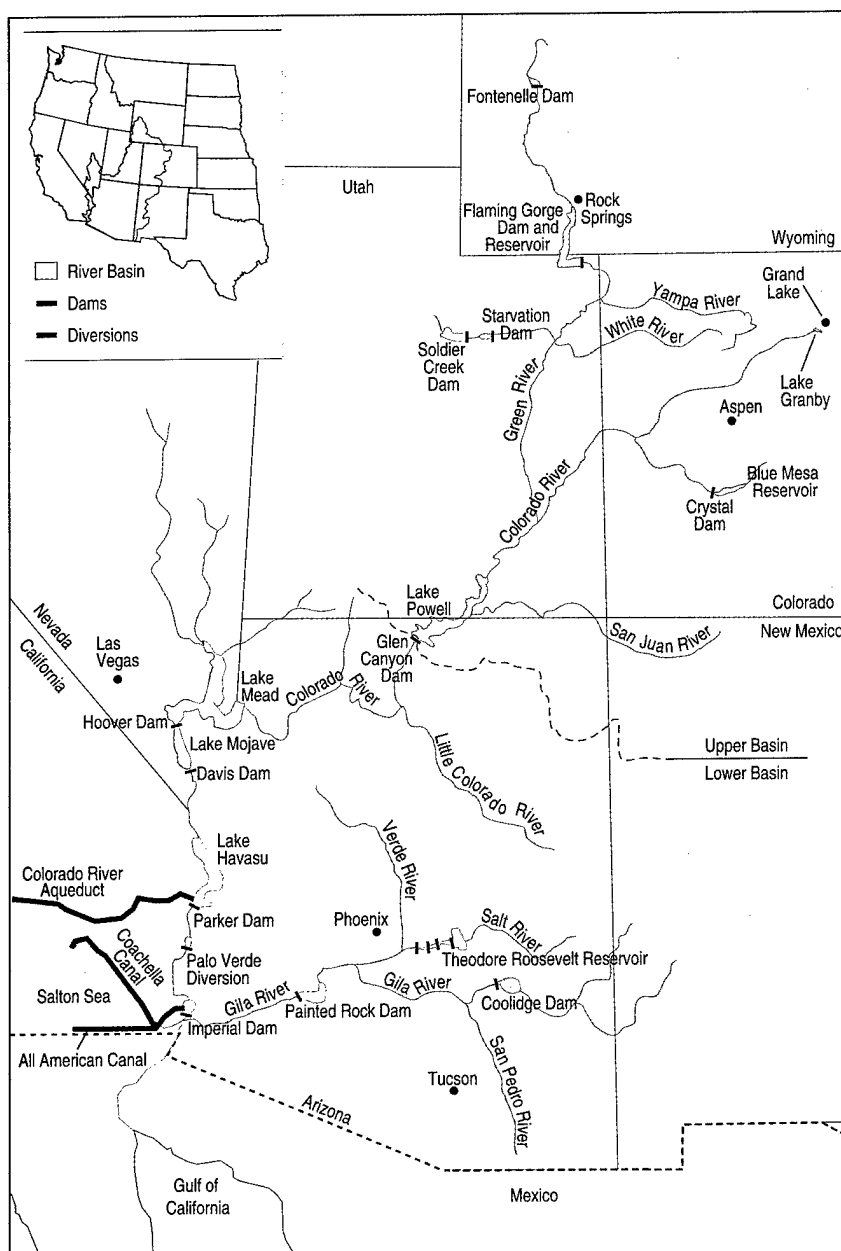 Fontenelle Dam
Utah
Rock
Springs
Flaming Gorge
Dam and
Reservoir
Wyoming
River Basin
Dams
Diversions
Grand
Lake
Yampa River
Starvation
Dam
White River
Soldier
Creek
Dam
Green River
Lake
Granby
Aspen
Colorado River
Blue Mesa
Reservoir
Crystal
Dam
Lake
Powell
Colorado
New Mexico
San Juan River
Nevada
California
Las
Vegas
Glen
Canyon
Dam
Lake
Mead
Colorado
River
Hoover Dam
Lake Mojave
Davis Dam
Little Colorado River
Upper Basin
Lower Basin
Verde River
Lake
Havasu
Colorado River
Aqueduct
Parker Dam
Phoenix
Salt River
Coachella
Canal
Palo Verde
Diversion
Theodore Roosevelt Reservoir
Salton Sea
Gila River
Gila River
Coolidge Dam
Painted Rock Dam
Imperial Dam
All American Canal
San Pedro River
Tucson
Arizona
Gulf of
California
Mexico